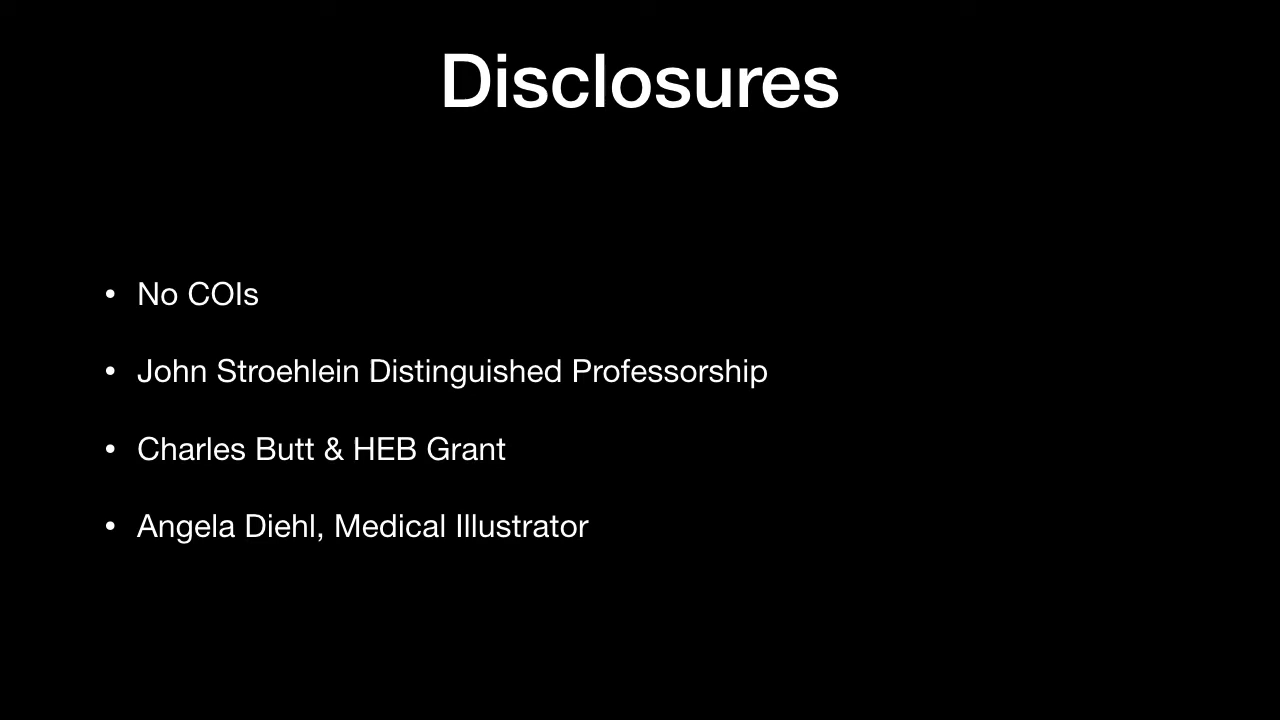 Disclosures
• No COIs
• John Stroehlein Distinguished Professorship
• Charles Butt & HEB Grant
• Angela Diehl, Medical Illustrator